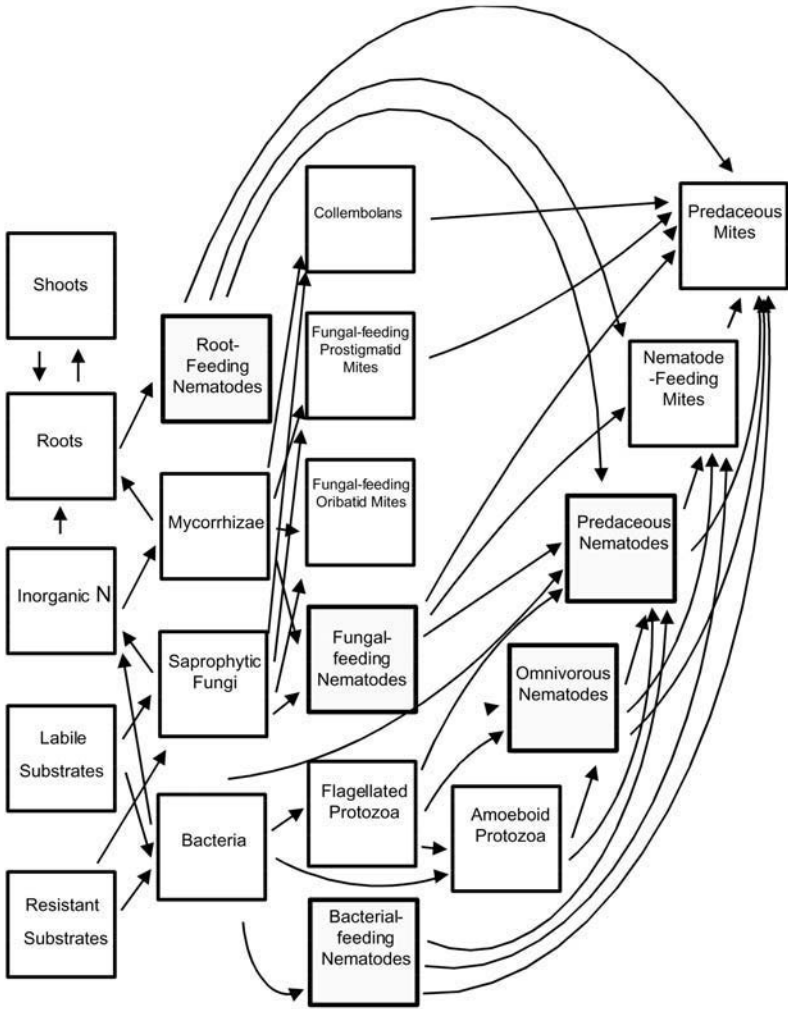 Collembolans
Predaceous
Mites
Shoots
Root-
Feeding
Nematodes
Fungal-feeding
Prostigmatid
Mites
Nematode
-Feeding
Mites
Roots
Mycorrhizae
Fungal-feeding
Oribatid Mites
Predaceous
Nematodes
Inorganic N
Saprophytic
Fungi
Fungal-
feeding
Nematodes
Omnivorous
Nematodes
Labile
Substrates
Bacteria
Flagellated
Protozoa
Amoeboid
Protozoa
Resistant
Substrates
Bacterial-
feeding
Nematodes